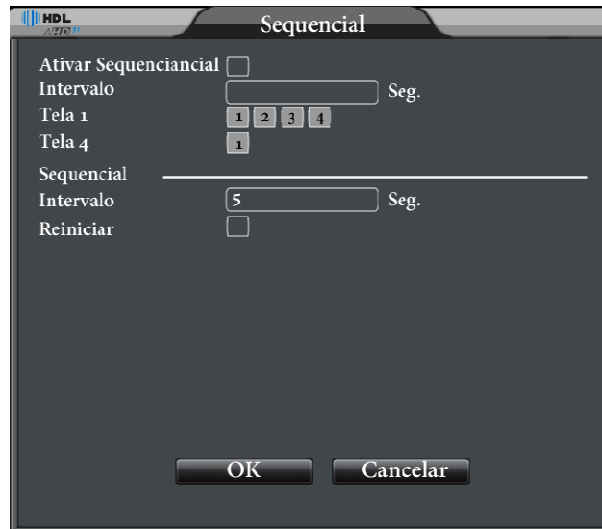 HDL
AHD M
Sequencial
Ativar Sequenciancial
Intervalo Seg.
Tela 1 1 2 3 4
Tela 4 1
Sequencial
Intervalo 5 Seg.
Reiniciar
OK Cancelar